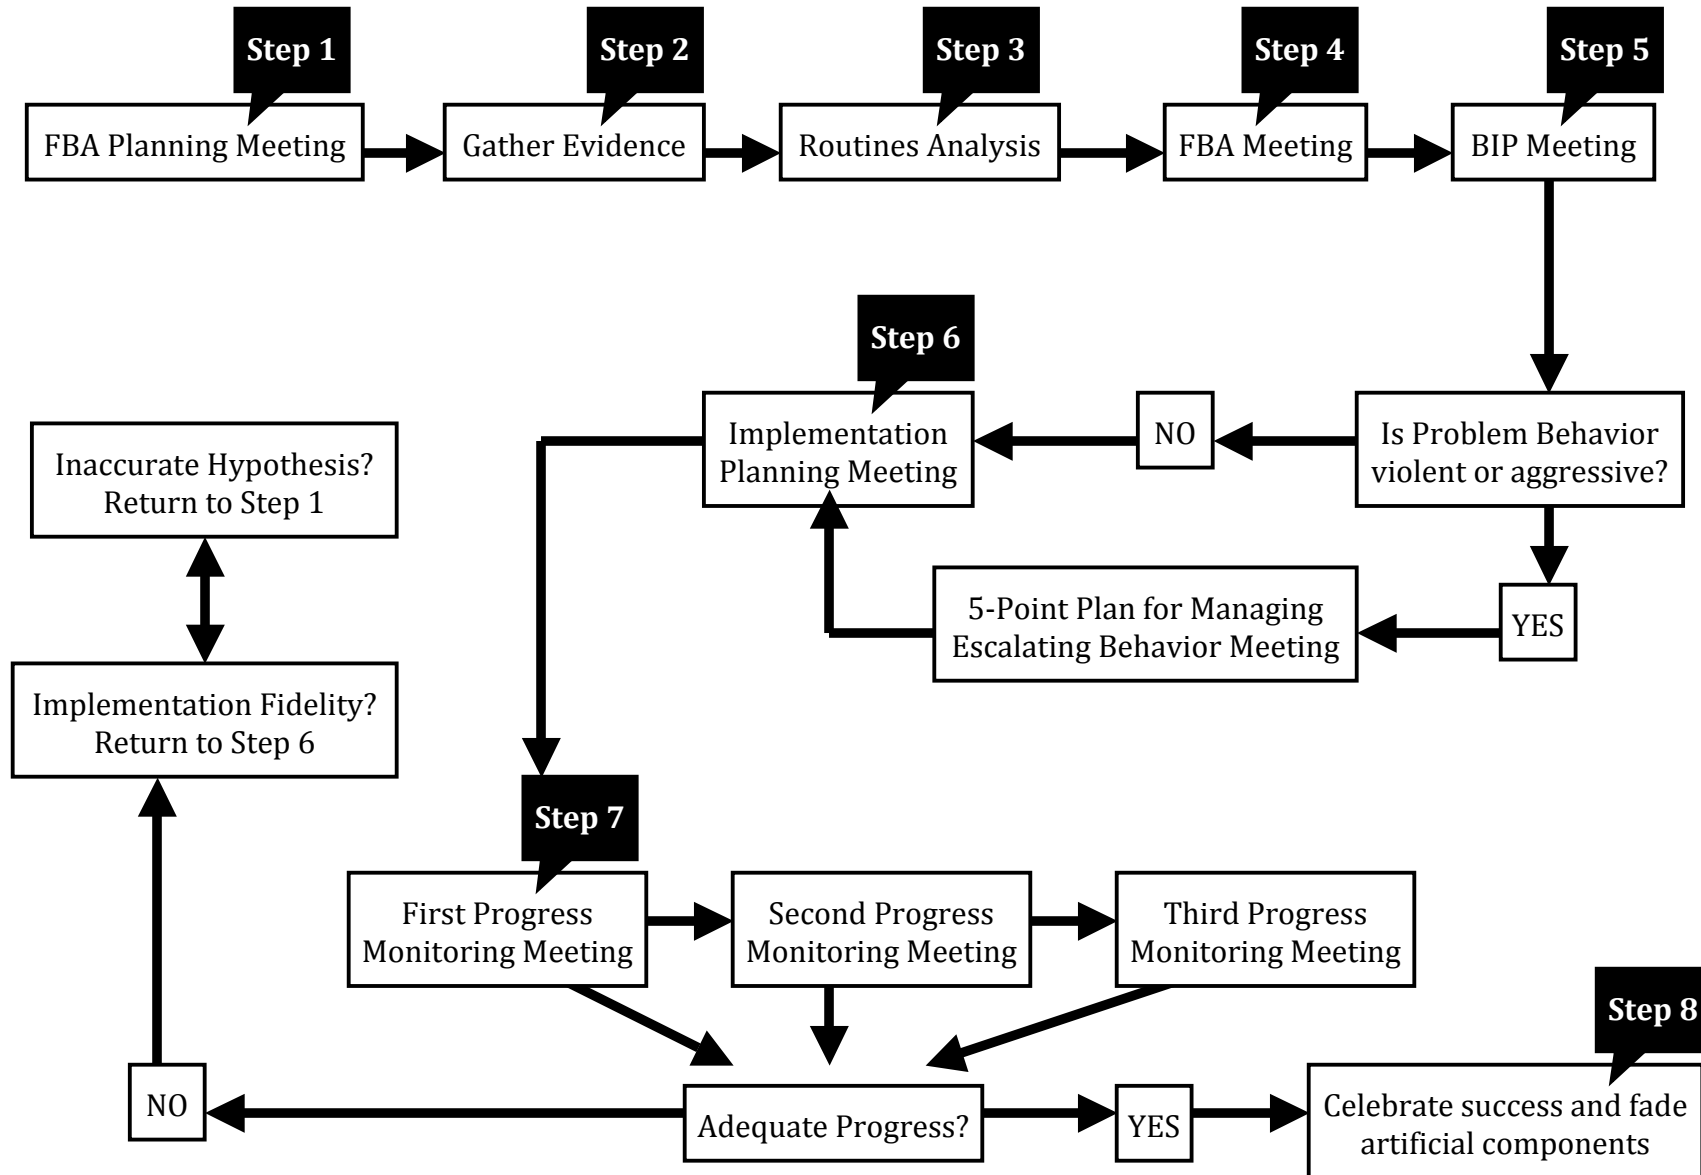 Step 1
FBA Planning Meeting
Step 2
Gather Evidence
Step 3
Routines Analysis
Step 4
FBA Meeting
Step 5
BIP Meeting
Is Problem Behavior
violent or aggressive?
NO
YES
5-Point Plan for Managing
Escalating Behavior Meeting
Step 6
Implementation
Planning Meeting
Step 7
First Progress
Monitoring Meeting
Second Progress
Monitoring Meeting
Third Progress
Monitoring Meeting
Adequate Progress?
YES
Step 8
Celebrate success and fade
artificial components
NO
Implementation Fidelity?
Return to Step 6
Inaccurate Hypothesis?
Return to Step 1